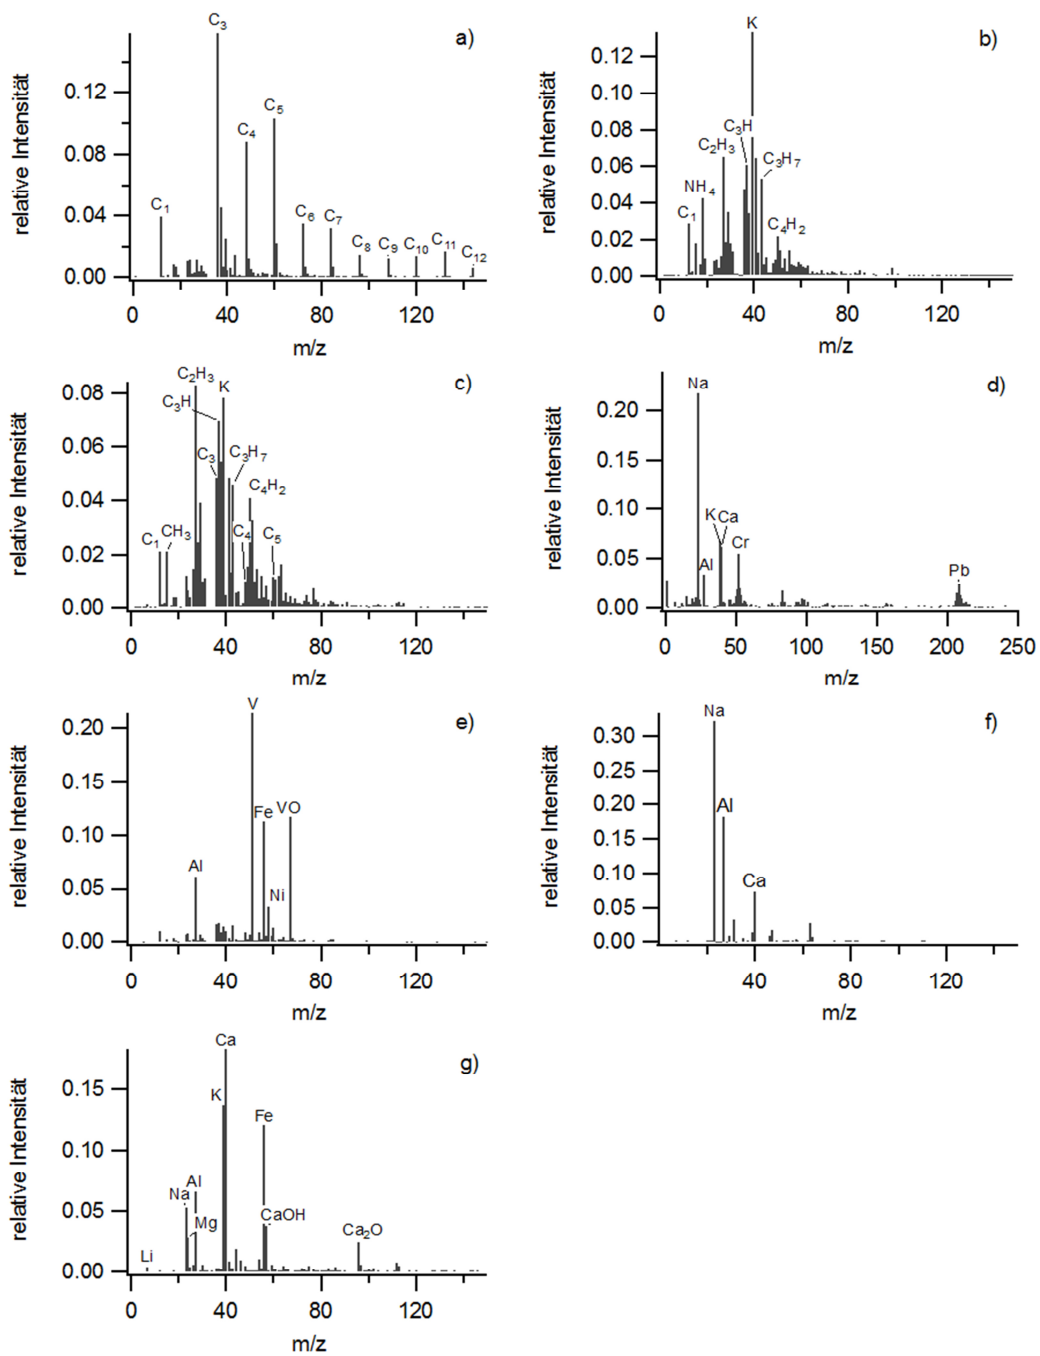 a)
relative Intensität
0.12
0.08
0.04
0.00
C1
C3
C4
C5
C6
C7
C8
C9
C10
C11
C12
0 40 80 120
m/z
b)
relative Intensität
0.12
0.10
0.08
0.06
0.04
0.02
0.00
K
C3H
C2H3
C3H7
NH4
C1
C4H2
0 40 80 120
m/z
c)
relative Intensität
0.08
0.06
0.04
0.02
0.00
C2H3
K
C3H
C3
C3H7
C4H2
C1
CH3
C4
C5
0 40 80 120
m/z
d)
relative Intensität
0.20
0.15
0.10
0.05
0.00
Na
K
Ca
Al
Cr
Pb
0 50 100 150 200 250
m/z
e)
relative Intensität
0.20
0.15
0.10
0.05
0.00
V
Fe
VO
Al
Ni
0 40 80 120
m/z
f)
relative Intensität
0.30
0.25
0.20
0.15
0.10
0.05
0.00
Na
Al
Ca
40 80 120
m/z
g)
relative Intensität
0.15
0.10
0.05
0.00
Ca
K
Fe
Al
Na
Mg
CaOH
Ca2O
Li
0 40 80 120
m/z